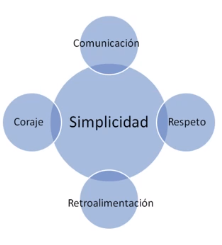 Comunicación
Coraje
Simplicidad
Respeto
Retroalimentación